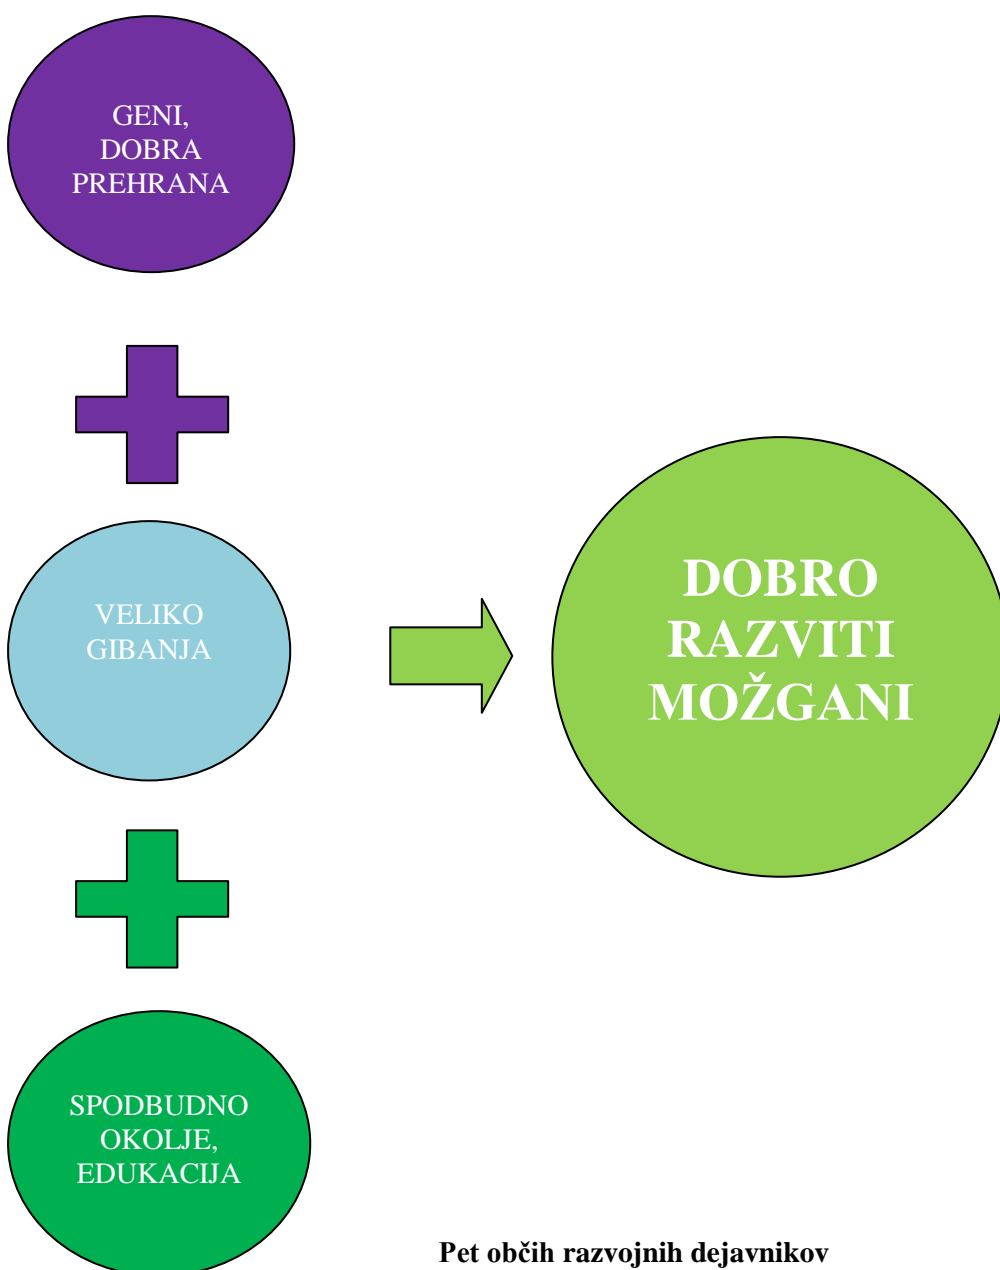 GENI,
DOBRA
PREHRANA
VELIKO
GIBANJA
SPODBUDNO
OKOLJE,
EDUKACIJA
DOBRO
RAZVITI
MOŽGANI
Pet občih razvojnih dejavnikov